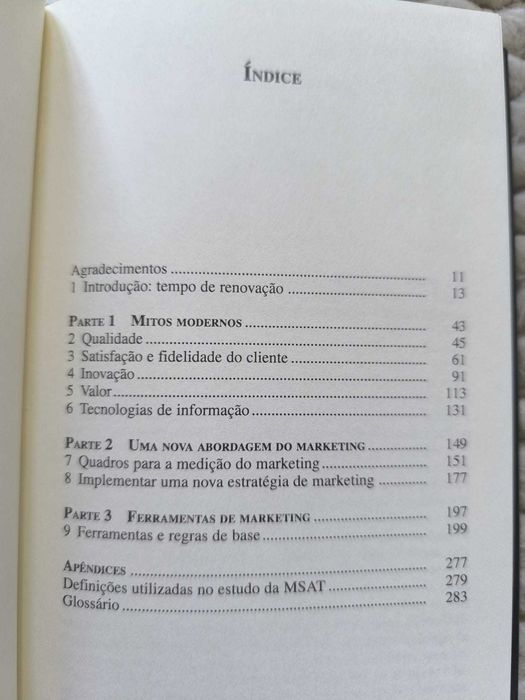 ÍNDICE
Agradecimentos 11
1 Introdução: tempo de renovação 13
PARTE 1 MITOS MODERNOS 43
2 Qualidade 45
3 Satisfação e fidelidade do cliente 61
4 Inovação 91
5 Valor 113
6 Tecnologias de informação 131
PARTE 2 UMA NOVA ABORDAGEM DO MARKETING 149
7 Quadros para a medição do marketing 151
8 Implementar uma nova estratégia de marketing 177
PARTE 3 FERRAMENTAS DE MARKETING 197
9 Ferramentas e regras de base 199
APÊNDICES 277
Definições utilizadas no estudo da MSAT 279
Glossário 283